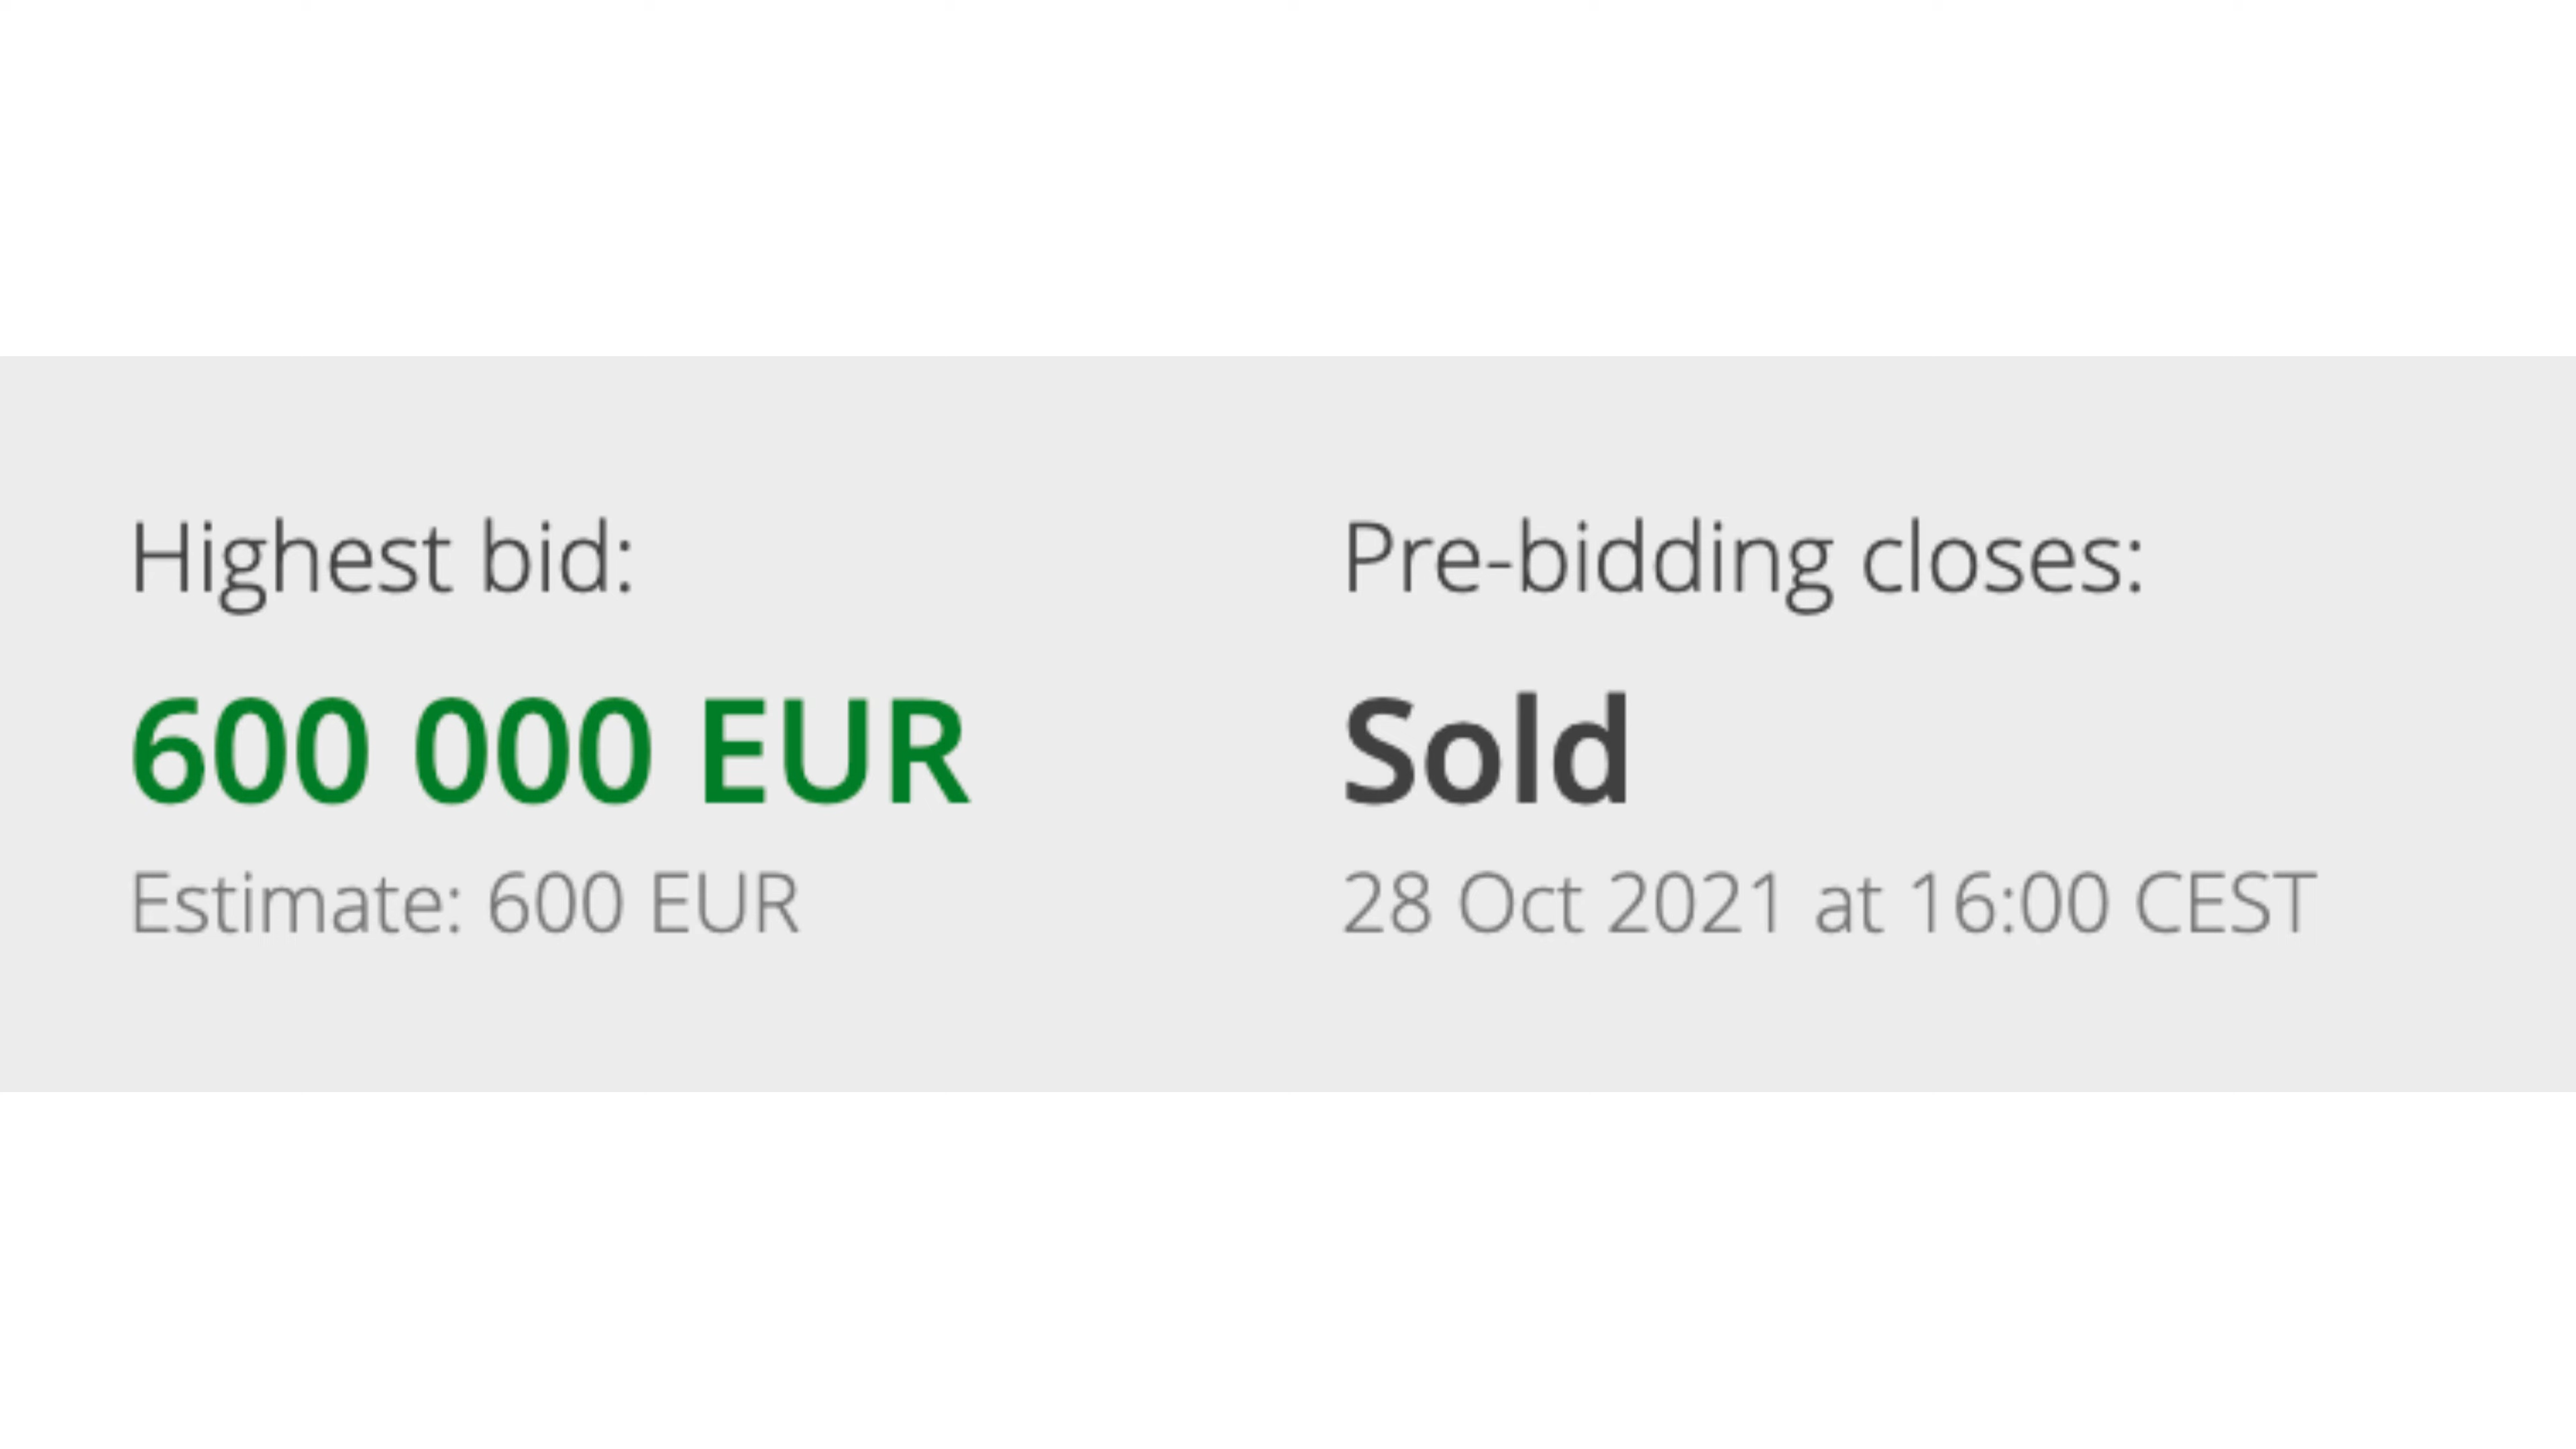 Highest bid:
600 000 EUR
Estimate: 600 EUR
Pre-bidding closes:
Sold
28 Oct 2021 at 16:00 CEST